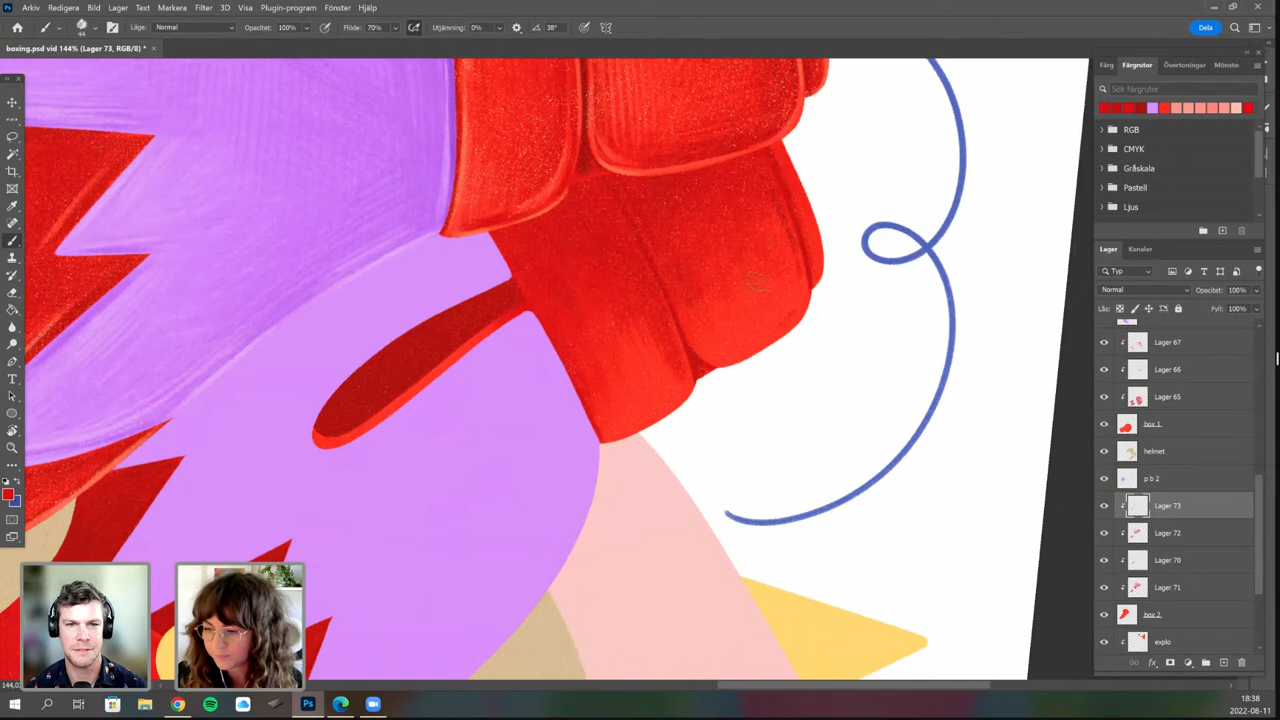 Arkiv Redigera Bild Lager Text Markera Filter 3D Visa Plugin-program Fönster Hjälp
44 Läge: Normal Opacitet: 100% Flöde: 70% Utjämning: 0% 38° Dela
boxing.psd vid 144% (Lager 73, RGB/8) *
Färg Färgrutor Övertoningar Mönste
Sök färgrutor
RGB
CMYK
Gråskala
Pastell
Ljus
Lager Kanaler
Typ
Normal Opacitet: 100%
Lås: Fyll: 100%
Lager 67
Lager 66
Lager 65
box 1
helmet
p b 2
Lager 73
Lager 72
Lager 70
Lager 71
box 2
explo
18:38
2022-08-11